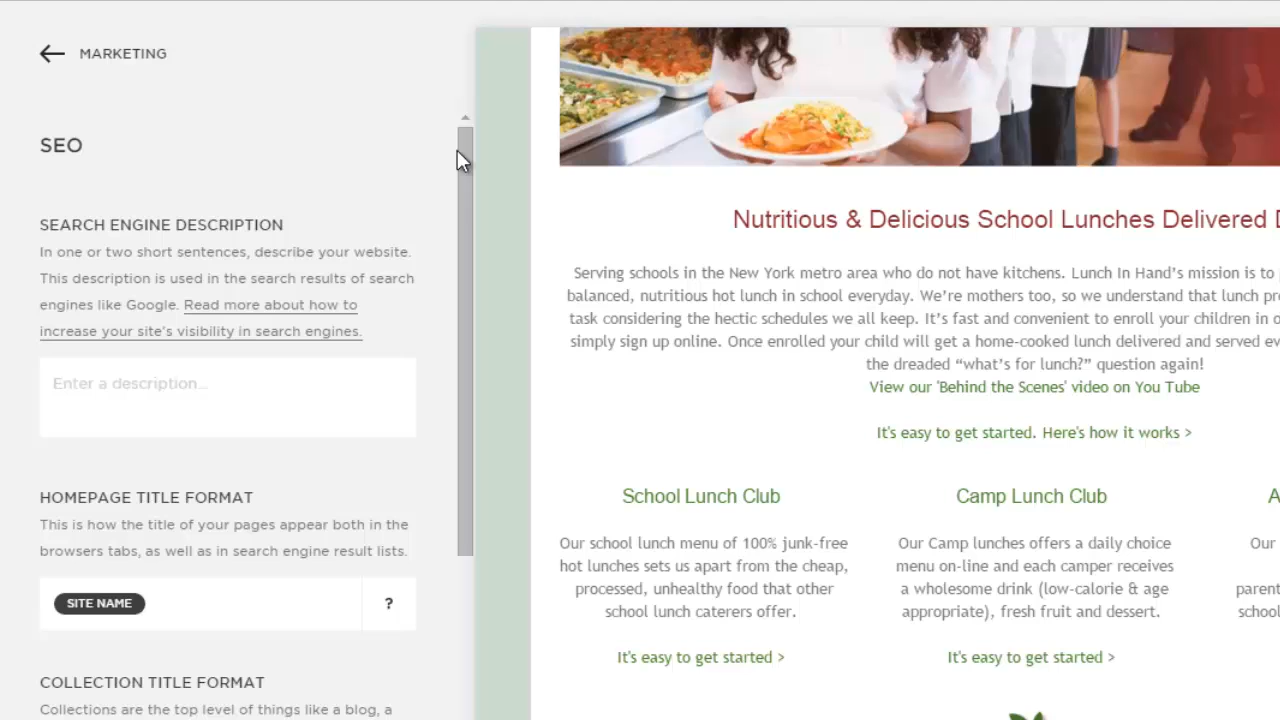 MARKETING
SEO
SEARCH ENGINE DESCRIPTION
In one or two short sentences, describe your website.
This description is used in the search results of search
engines like Google. Read more about how to
increase your site's visibility in search engines.
Enter a description...
HOMEPAGE TITLE FORMAT
This is how the title of your pages appear both in the
browsers tabs, as well as in search engine result lists.
SITE NAME ?
COLLECTION TITLE FORMAT
Collections are the top level of things like a blog, a
Nutritious & Delicious School Lunches Delivered
Serving schools in the New York metro area who do not have kitchens. Lunch In Hand's mission is to
balanced, nutritious hot lunch in school everyday. We're mothers too, so we understand that lunch
task considering the hectic schedules we all keep. It's fast and convenient to enroll your children in
simply sign up online. Once enrolled your child will get a home-cooked lunch delivered and served
the dreaded “what's for lunch?” question again!
View our 'Behind the Scenes' video on You Tube
It's easy to get started. Here's how it works >
School Lunch Club
Our school lunch menu of 100% junk-free
hot lunches sets us apart from the cheap,
processed, unhealthy food that other
school lunch caterers offer.
It's easy to get started >
Camp Lunch Club
Our Camp lunches offers a daily choice
menu on-line and each camper receives
a wholesome drink (low-calorie & age
appropriate), fresh fruit and dessert.
It's easy to get started >
A
Our